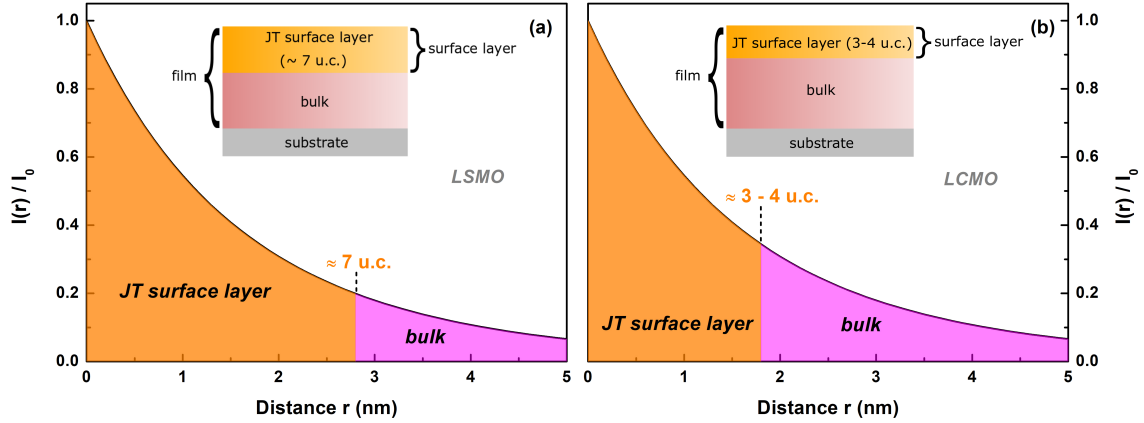 (a)
JT surface layer
(~ 7 u.c.)
surface layer
film
bulk
substrate
LSMO
≈ 7 u.c.
JT surface layer
bulk
I(r) / I0
1.0
0.8
0.6
0.4
0.2
0.0
0
1
2
3
4
5
Distance r (nm)
(b)
JT surface layer (3-4 u.c.)
surface layer
film
bulk
substrate
LCMO
≈ 3 - 4 u.c.
JT surface layer
bulk
I(r) / I0
1.0
0.8
0.6
0.4
0.2
0.0
0
1
2
3
4
5
Distance r (nm)